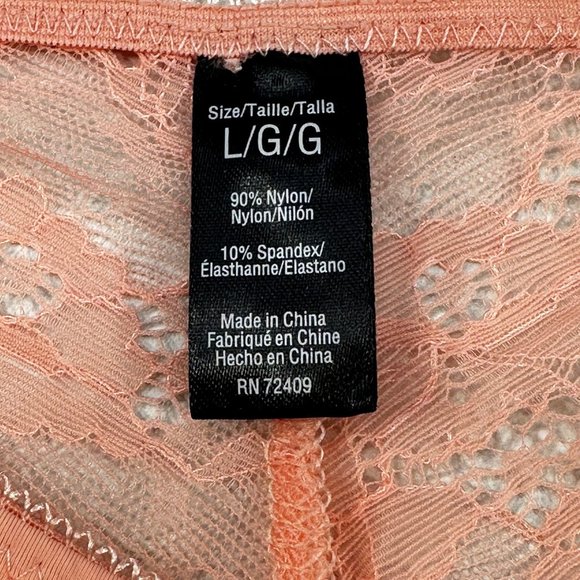 Size/Taille/Talla
L/G/G
90% Nylon/
Nylon/Nilón
10% Spandex/
Élasthanne/Elastano
Made in China
Fabriqué en Chine
Hecho en China
RN 72409